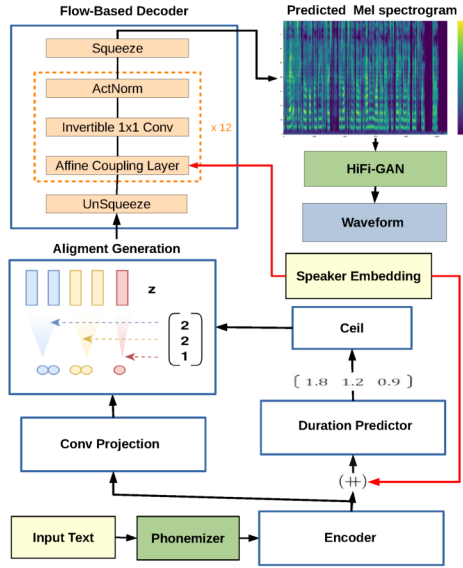 Flow-Based Decoder
Squeeze
ActNorm
Invertible 1x1 Conv
x 12
Affine Coupling Layer
UnSqueeze
Predicted Mel spectrogram
HiFi-GAN
Waveform
Aligment Generation
z
2
2
1
Speaker Embedding
Ceil
[ 1.8 1.2 0.9 ]
Duration Predictor
Conv Projection
(++)
Input Text
Phonemizer
Encoder